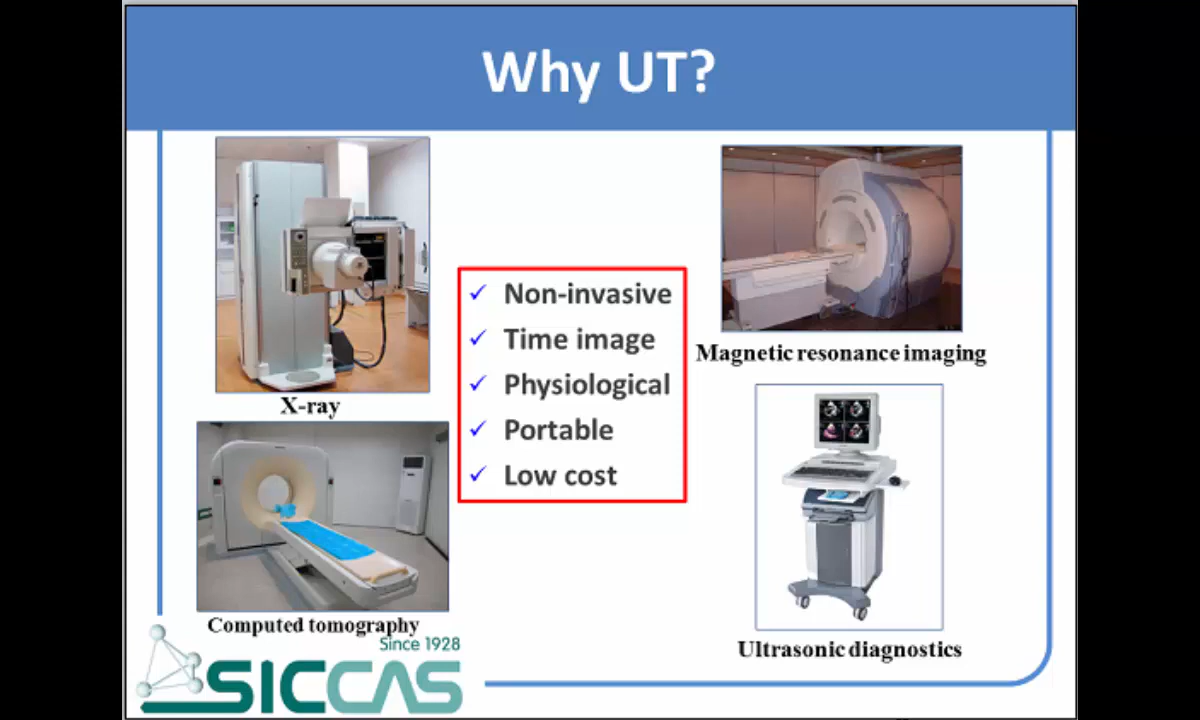 Why UT?
X-ray
Non-invasive
Time image
Physiological
Portable
Low cost
Magnetic resonance imaging
Computed tomography
Ultrasonic diagnostics
Since 1928
SICCAS